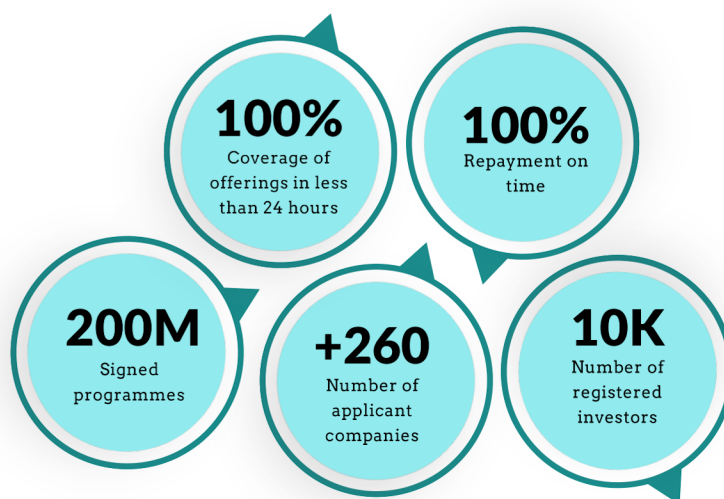 100%
Coverage of
offerings in less
than 24 hours
100%
Repayment on
time
200M
Signed
programmes
+260
Number of
applicant
companies
10K
Number of
registered
investors